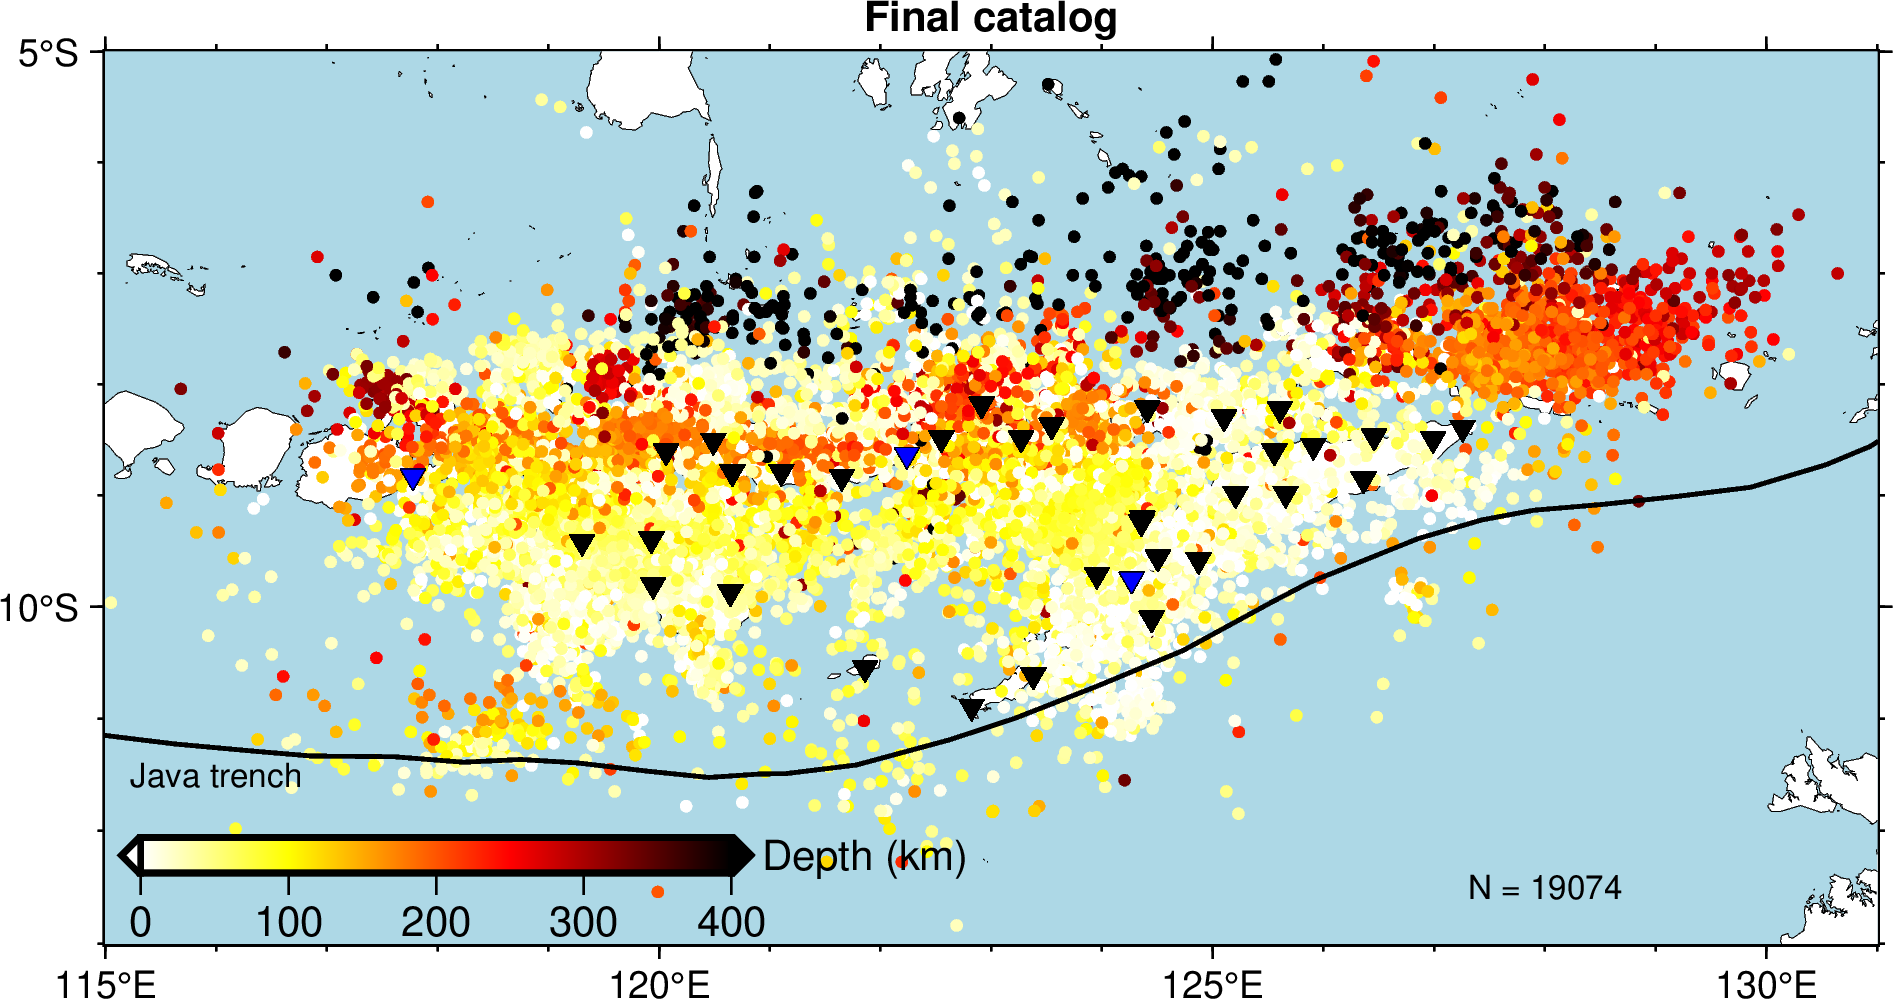 Final catalog
5°S
10°S
Java trench
Depth (km)
N = 19074
0 100 200 300 400
115°E 120°E 125°E 130°E